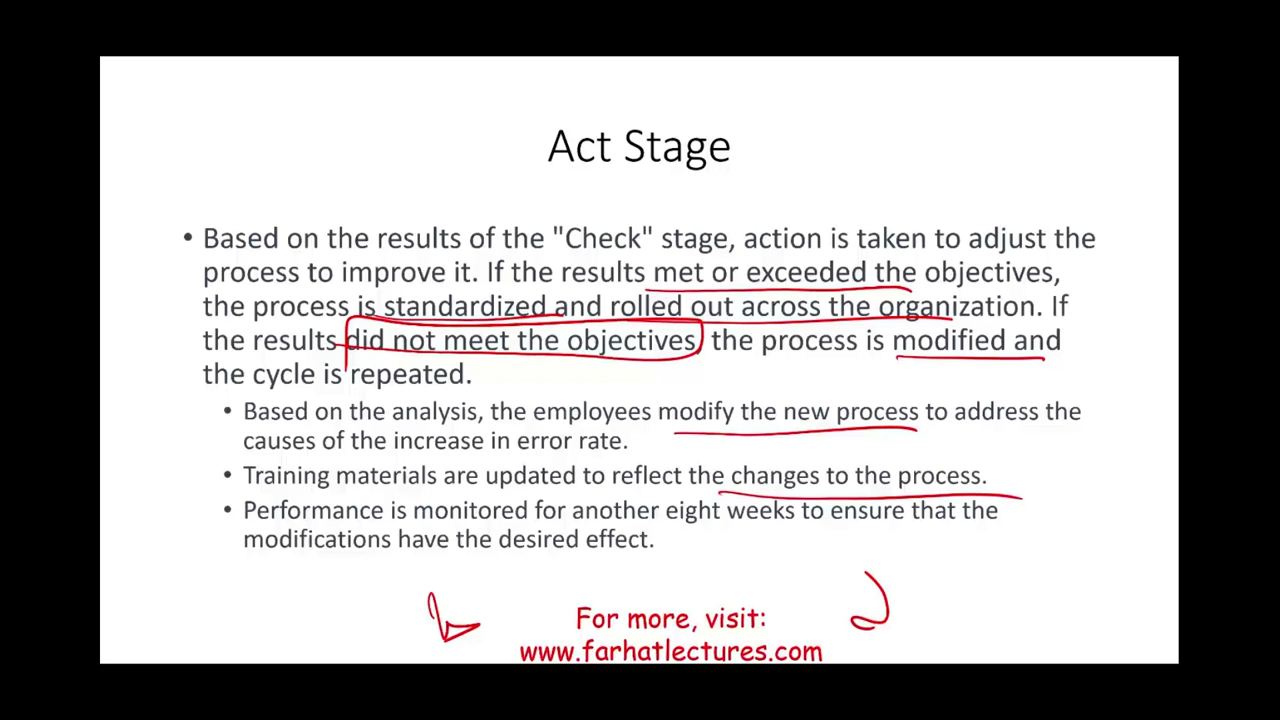 Act Stage
• Based on the results of the "Check" stage, action is taken to adjust the
process to improve it. If the results met or exceeded the objectives,
the process is standardized and rolled out across the organization. If
the results did not meet the objectives, the process is modified and
the cycle is repeated.
• Based on the analysis, the employees modify the new process to address the
causes of the increase in error rate.
• Training materials are updated to reflect the changes to the process.
• Performance is monitored for another eight weeks to ensure that the
modifications have the desired effect.
For more, visit:
www.farhatlectures.com